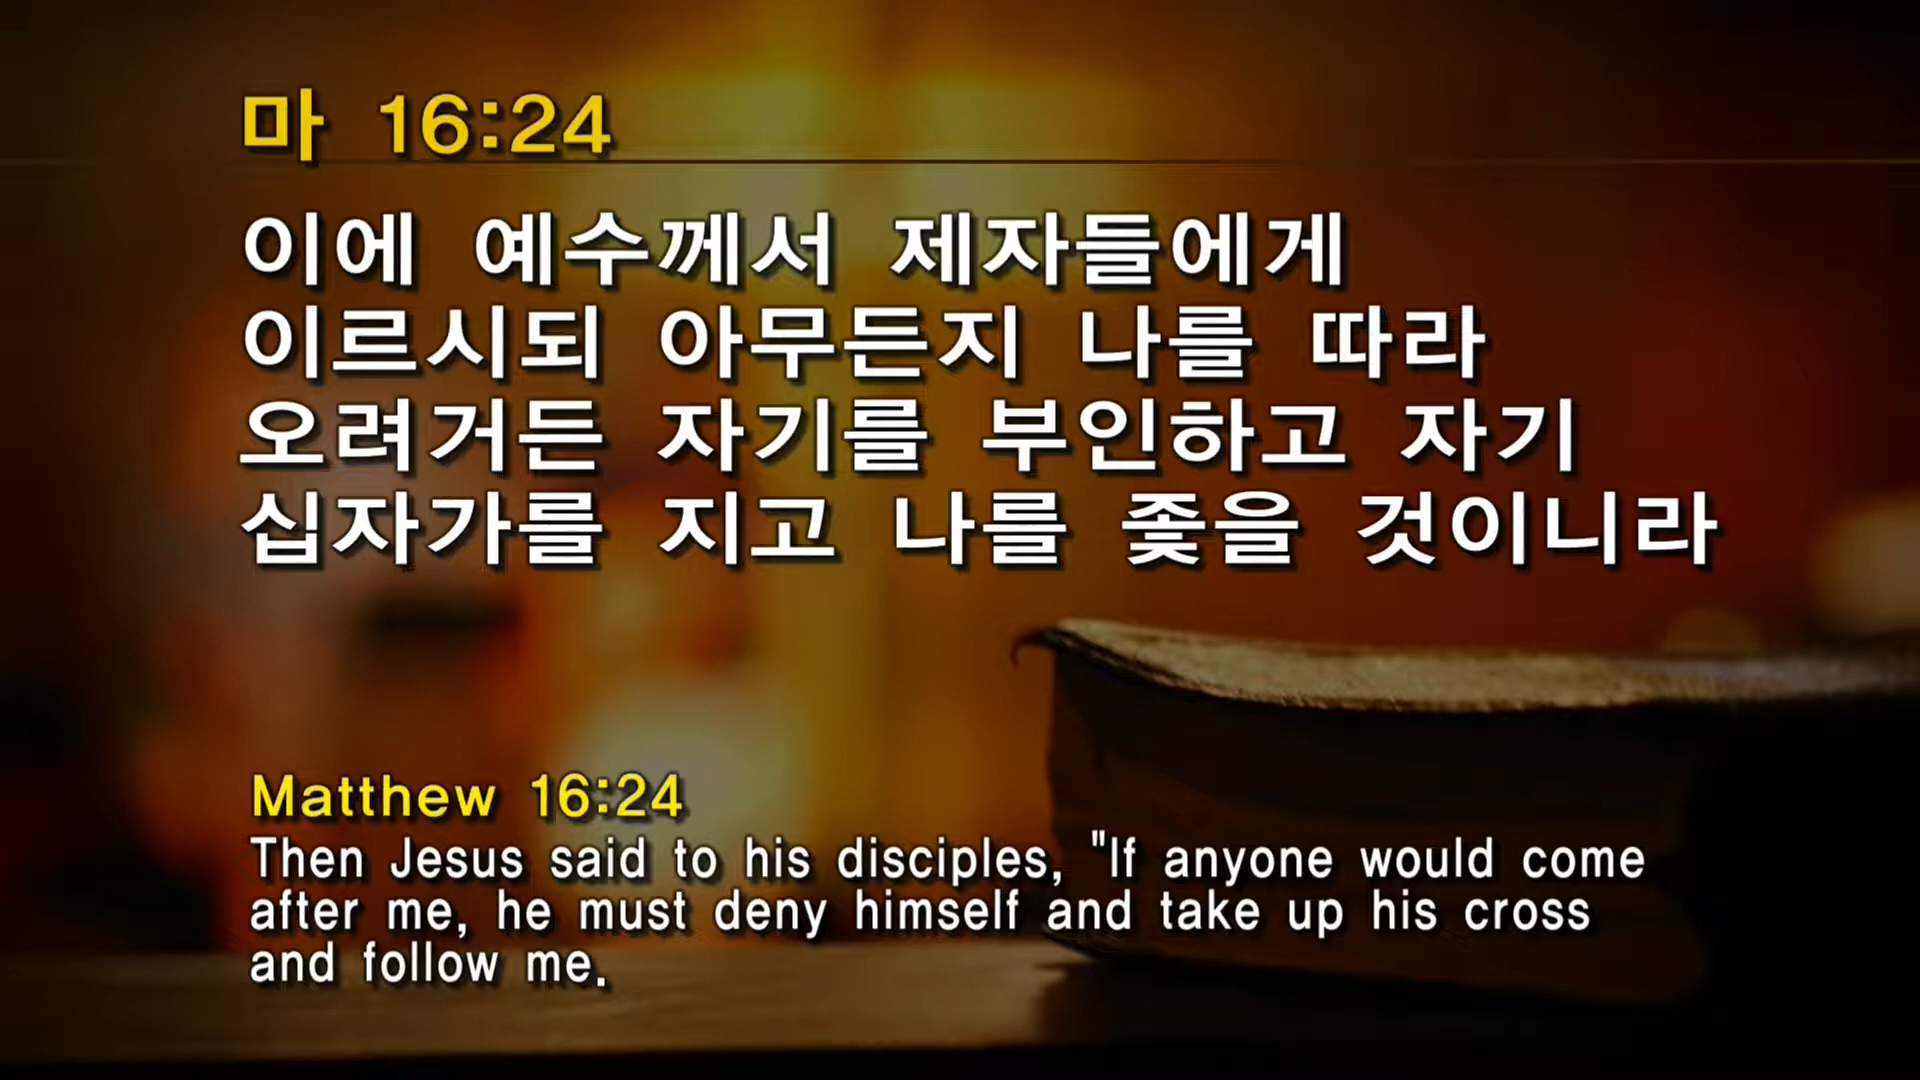 마 16:24
이에 예수께서 제자들에게
이르시되 아무든지 나를 따라
오려거든 자기를 부인하고 자기
십자가를 지고 나를 좇을 것이니라
Matthew 16:24
Then Jesus said to his disciples, "If anyone would come
after me, he must deny himself and take up his cross
and follow me.